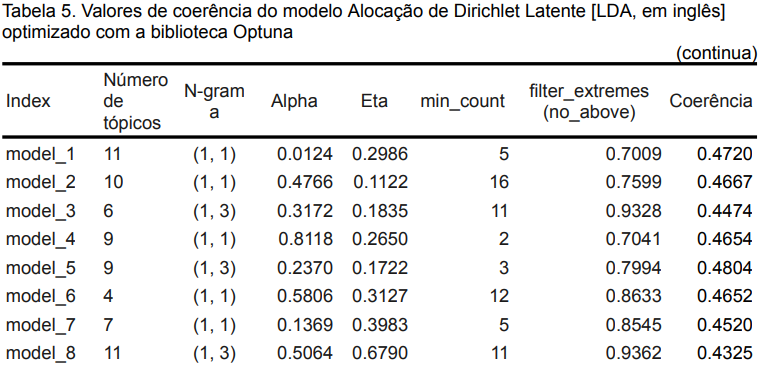 Tabela 5. Valores de coerência do modelo Alocação de Dirichlet Latente [LDA, em inglês]
optimizado com a biblioteca Optuna
(continua)
Index Número de tópicos N-grama Alpha Eta min_count filter_extremes (no_above) Coerência
model_1 11 (1, 1) 0.0124 0.2986 5 0.7009 0.4720
model_2 10 (1, 1) 0.4766 0.1122 16 0.7599 0.4667
model_3 6 (1, 3) 0.3172 0.1835 11 0.9328 0.4474
model_4 9 (1, 1) 0.8118 0.2650 2 0.7041 0.4654
model_5 9 (1, 3) 0.2370 0.1722 3 0.7994 0.4804
model_6 4 (1, 1) 0.5806 0.3127 12 0.8633 0.4652
model_7 7 (1, 1) 0.1369 0.3983 5 0.8545 0.4520
model_8 11 (1, 3) 0.5064 0.6790 11 0.9362 0.4325